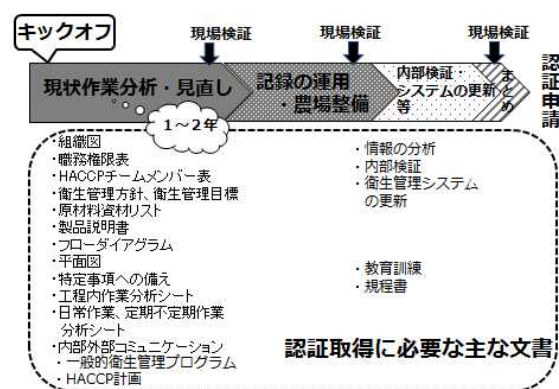 キックオフ
現場検証
現場検証
現場検証
現状作業分析・見直し
記録の運用
・農場整備
内部検証・
システムの更新
等
まとめ
認証申請
1～2年
・組織図
・職務権限表
・HACCPチームメンバー表
・衛生管理方針、衛生管理目標
・原材料資材リスト
・製品説明書
・フローダイアグラム
・平面図
・特定事項への備え
・工程内作業分析シート
・日常作業、定期不定期作業
分析シート
・内部外部コミュニケーション
・一般的衛生管理プログラム
・HACCP計画
・情報の分析
・内部検証
・衛生管理システム
の更新
・教育訓練
・規程書
認証取得に必要な主な文書